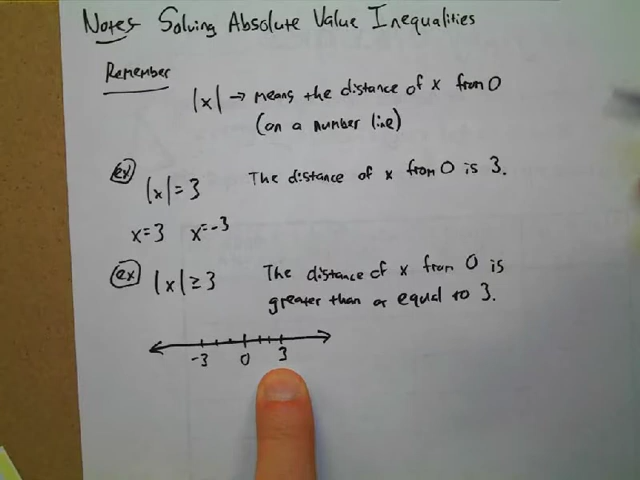 Notes Solving Absolute Value Inequalities
Remember
|x| → means the distance of x from 0
(on a number line)
ex |x| = 3 The distance of x from 0 is 3.
x=3 x=-3
ex |x| ≥ 3 The distance of x from 0 is
greater than or equal to 3.
-3 0 3